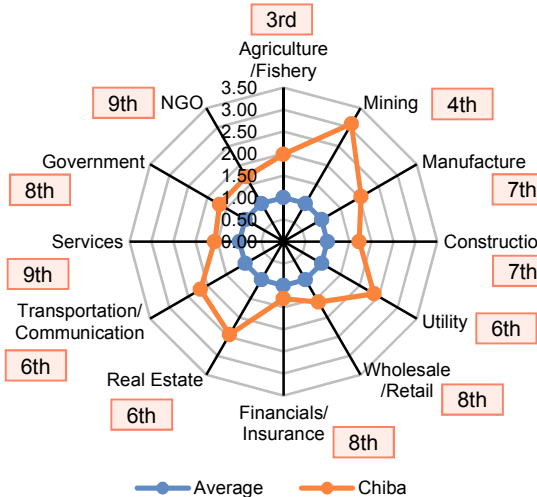 3rd
Agriculture
/Fishery
3.50
3.00
2.50
2.00
1.50
1.00
0.50
0.00
Mining
4th
Manufacture
7th
Constructio
7th
Utility
6th
Wholesale
/Retail
8th
Financials/
Insurance
8th
Real Estate
6th
Transportation/
Communication
6th
Services
9th
Government
8th
NGO
9th
Average
Chiba